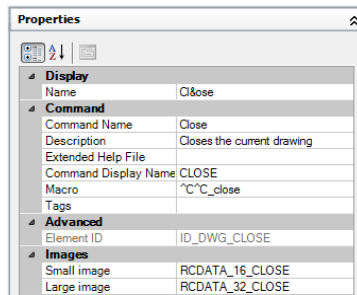 Properties
Display
Name Cl&ose
Command
Command Name Close
Description Closes the current drawing
Extended Help File
Command Display Name CLOSE
Macro ^C^C_close
Tags
Advanced
Element ID ID_DWG_CLOSE
Images
Small image RCDATA_16_CLOSE
Large image RCDATA_32_CLOSE